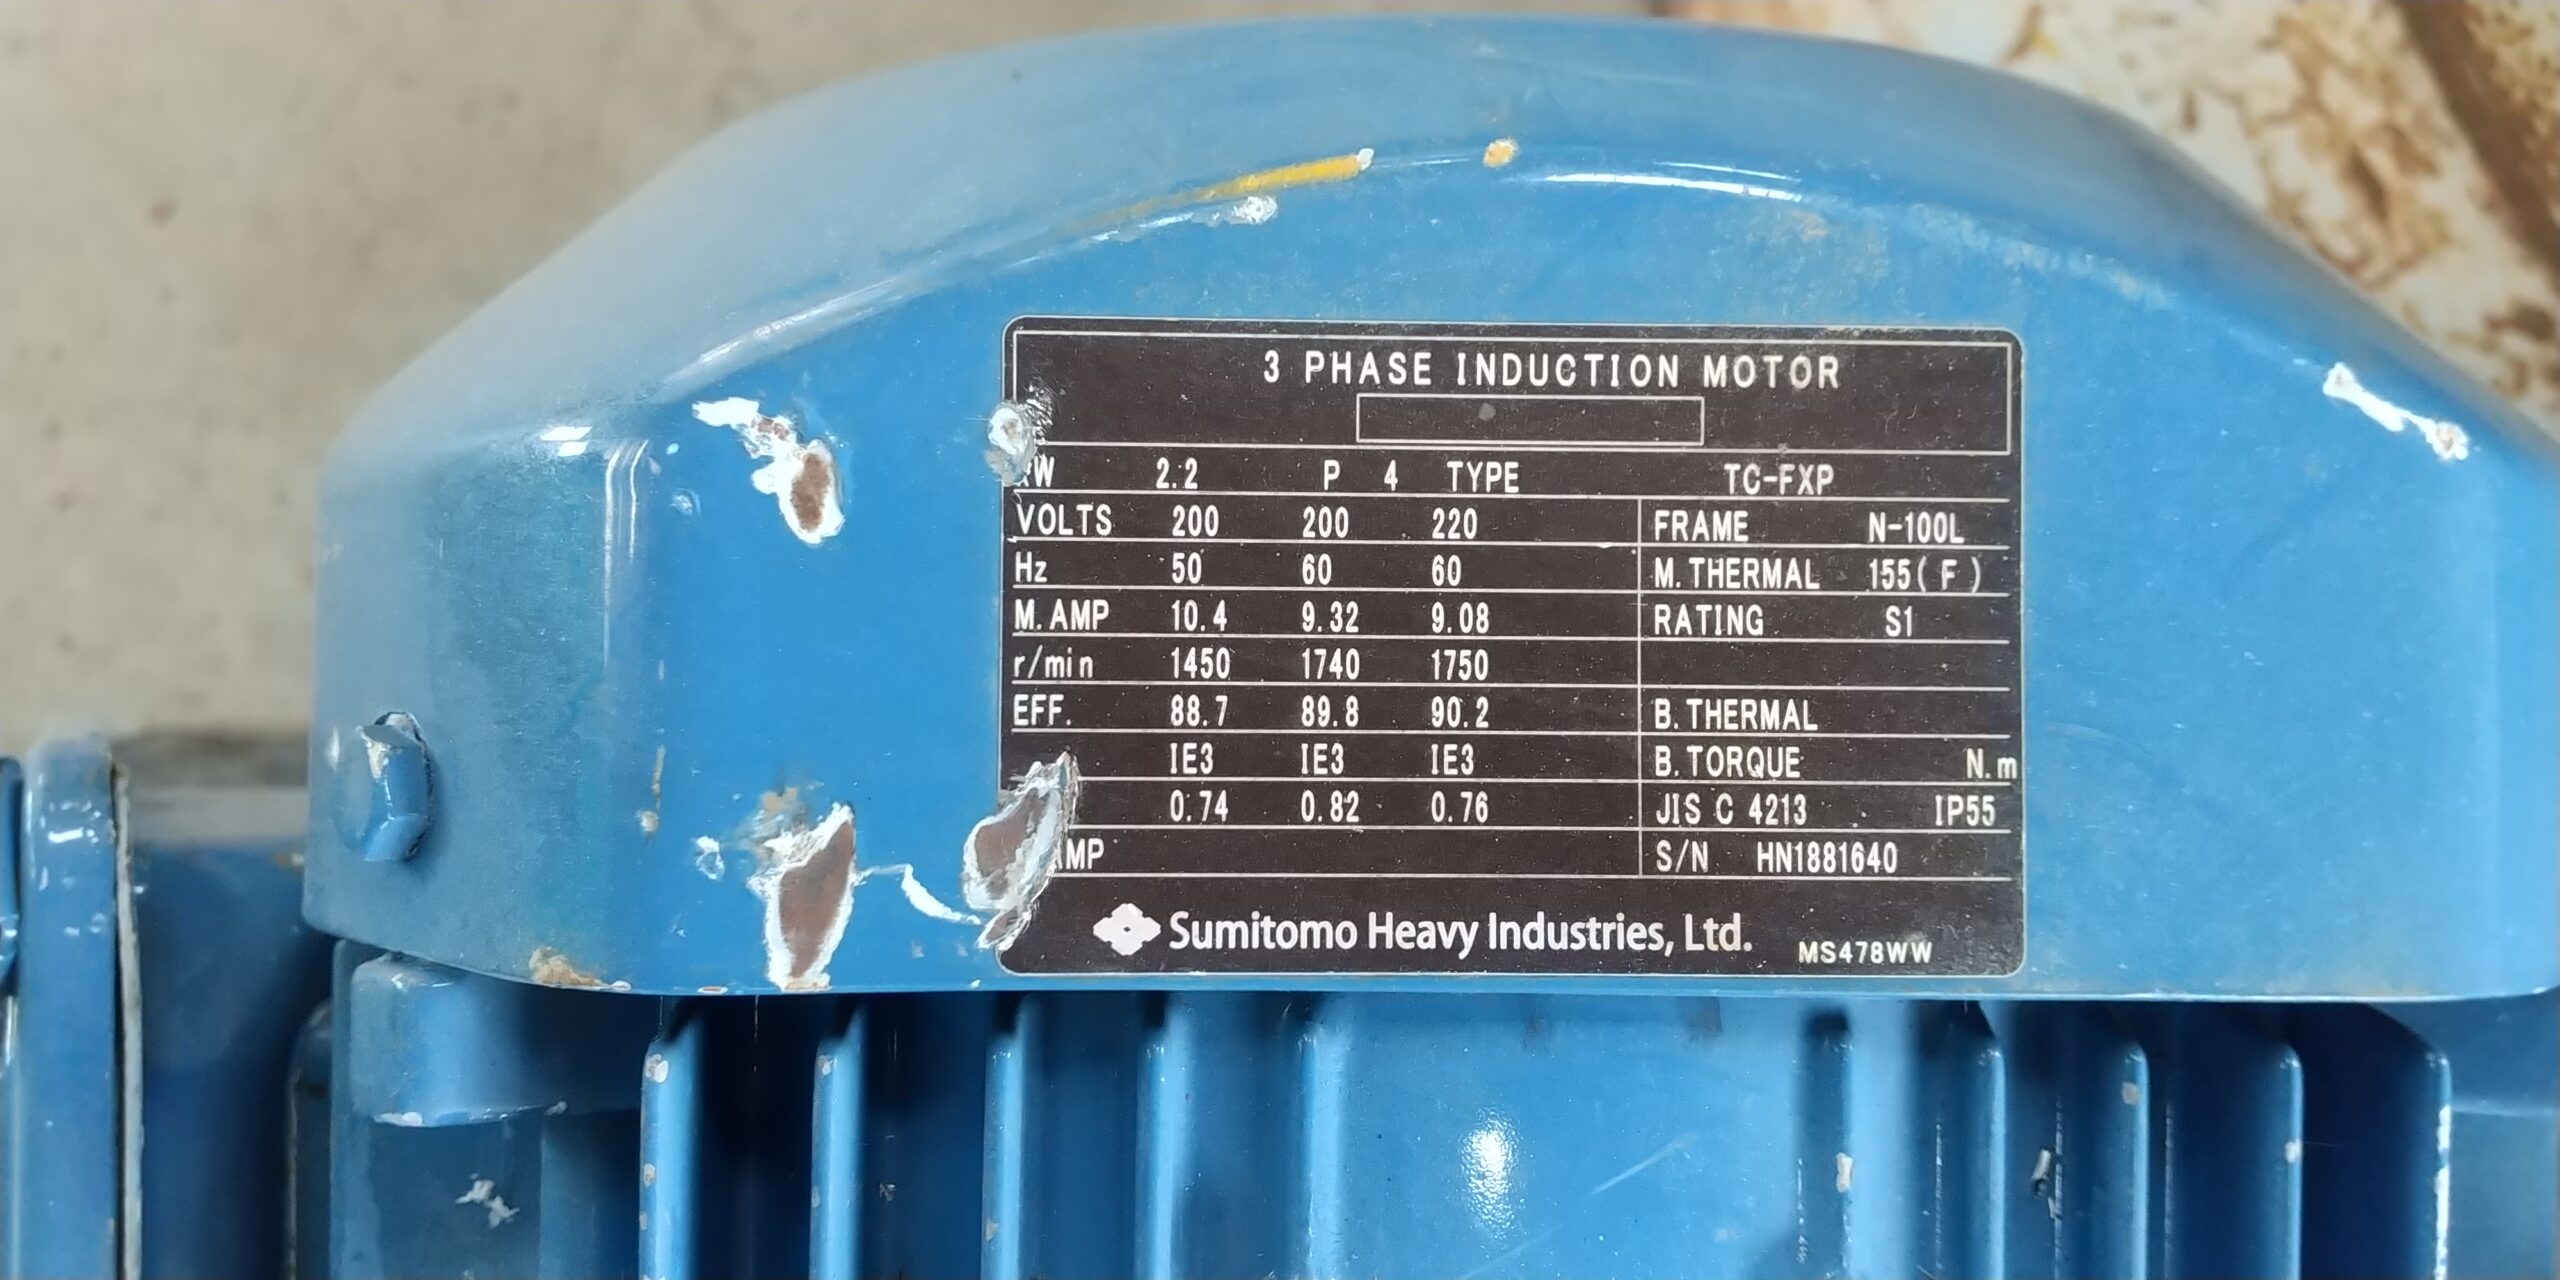 3 PHASE INDUCTION MOTOR
W 2.2 P 4 TYPE TC-FXP
VOLTS 200 200 220 FRAME N-100L
Hz 50 60 60 M. THERMAL 155(F)
M. AMP 10.4 9.32 9.08 RATING S1
r/min 1450 1740 1750
EFF. 88.7 89.8 90.2 B. THERMAL
IE3 IE3 IE3 B. TORQUE N.m
0.74 0.82 0.76 JIS C 4213 IP55
MP S/N HN1881640
Sumitomo Heavy Industries, Ltd. MS478WW